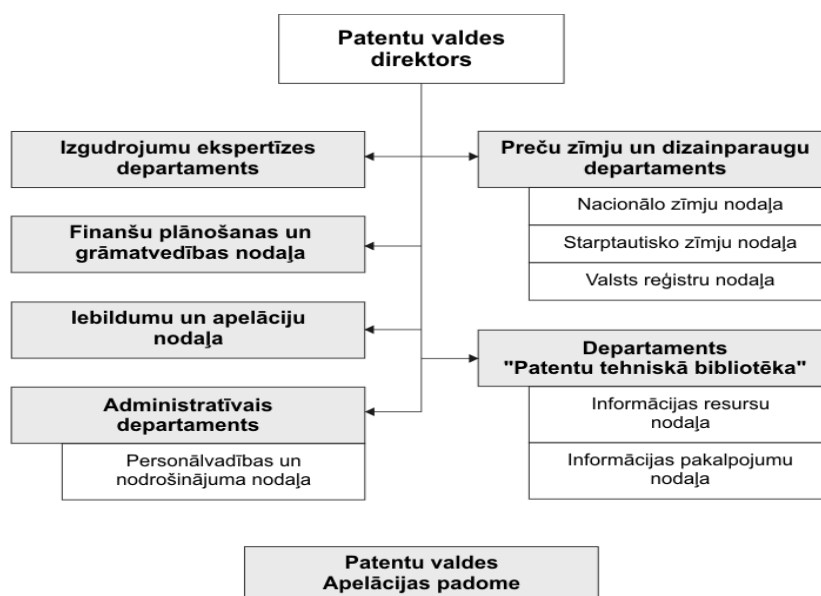 Patentu valdes
direktors
Izgudrojumu ekspertīzes
departaments
Finanšu plānošanas un
grāmatvedības nodaļa
Iebildumu un apelāciju
nodaļa
Administratīvais
departaments
Personālvadības un
nodrošinājuma nodaļa
Preču zīmju un dizainparaugu
departaments
Nacionālo zīmju nodaļa
Starptautisko zīmju nodaļa
Valsts reģistru nodaļa
Departaments
"Patentu tehniskā bibliotēka"
Informācijas resursu
nodaļa
Informācijas pakalpojumu
nodaļa
Patentu valdes
Apelācijas padome